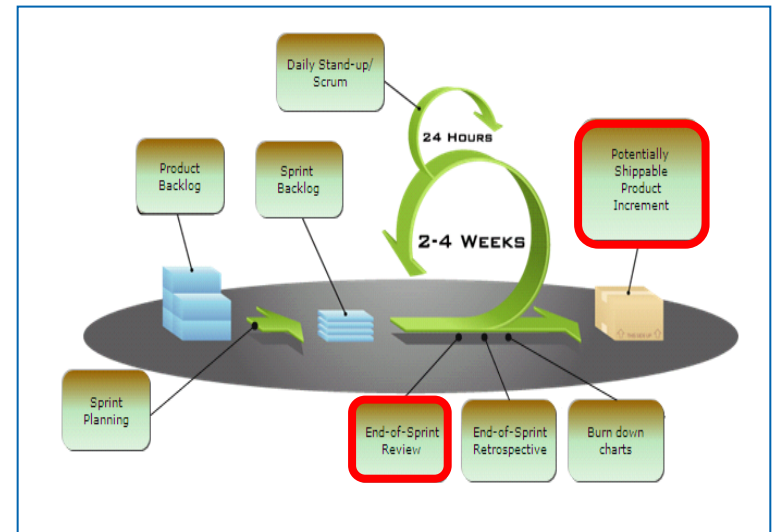 Daily Stand-up/
Scrum
24 HOURS
Potentially
Shippable
Product
Increment
Product
Backlog
Sprint
Backlog
2-4 WEEKS
Sprint
Planning
End-of-Sprint
Review
End-of-Sprint
Retrospective
Burn down
charts